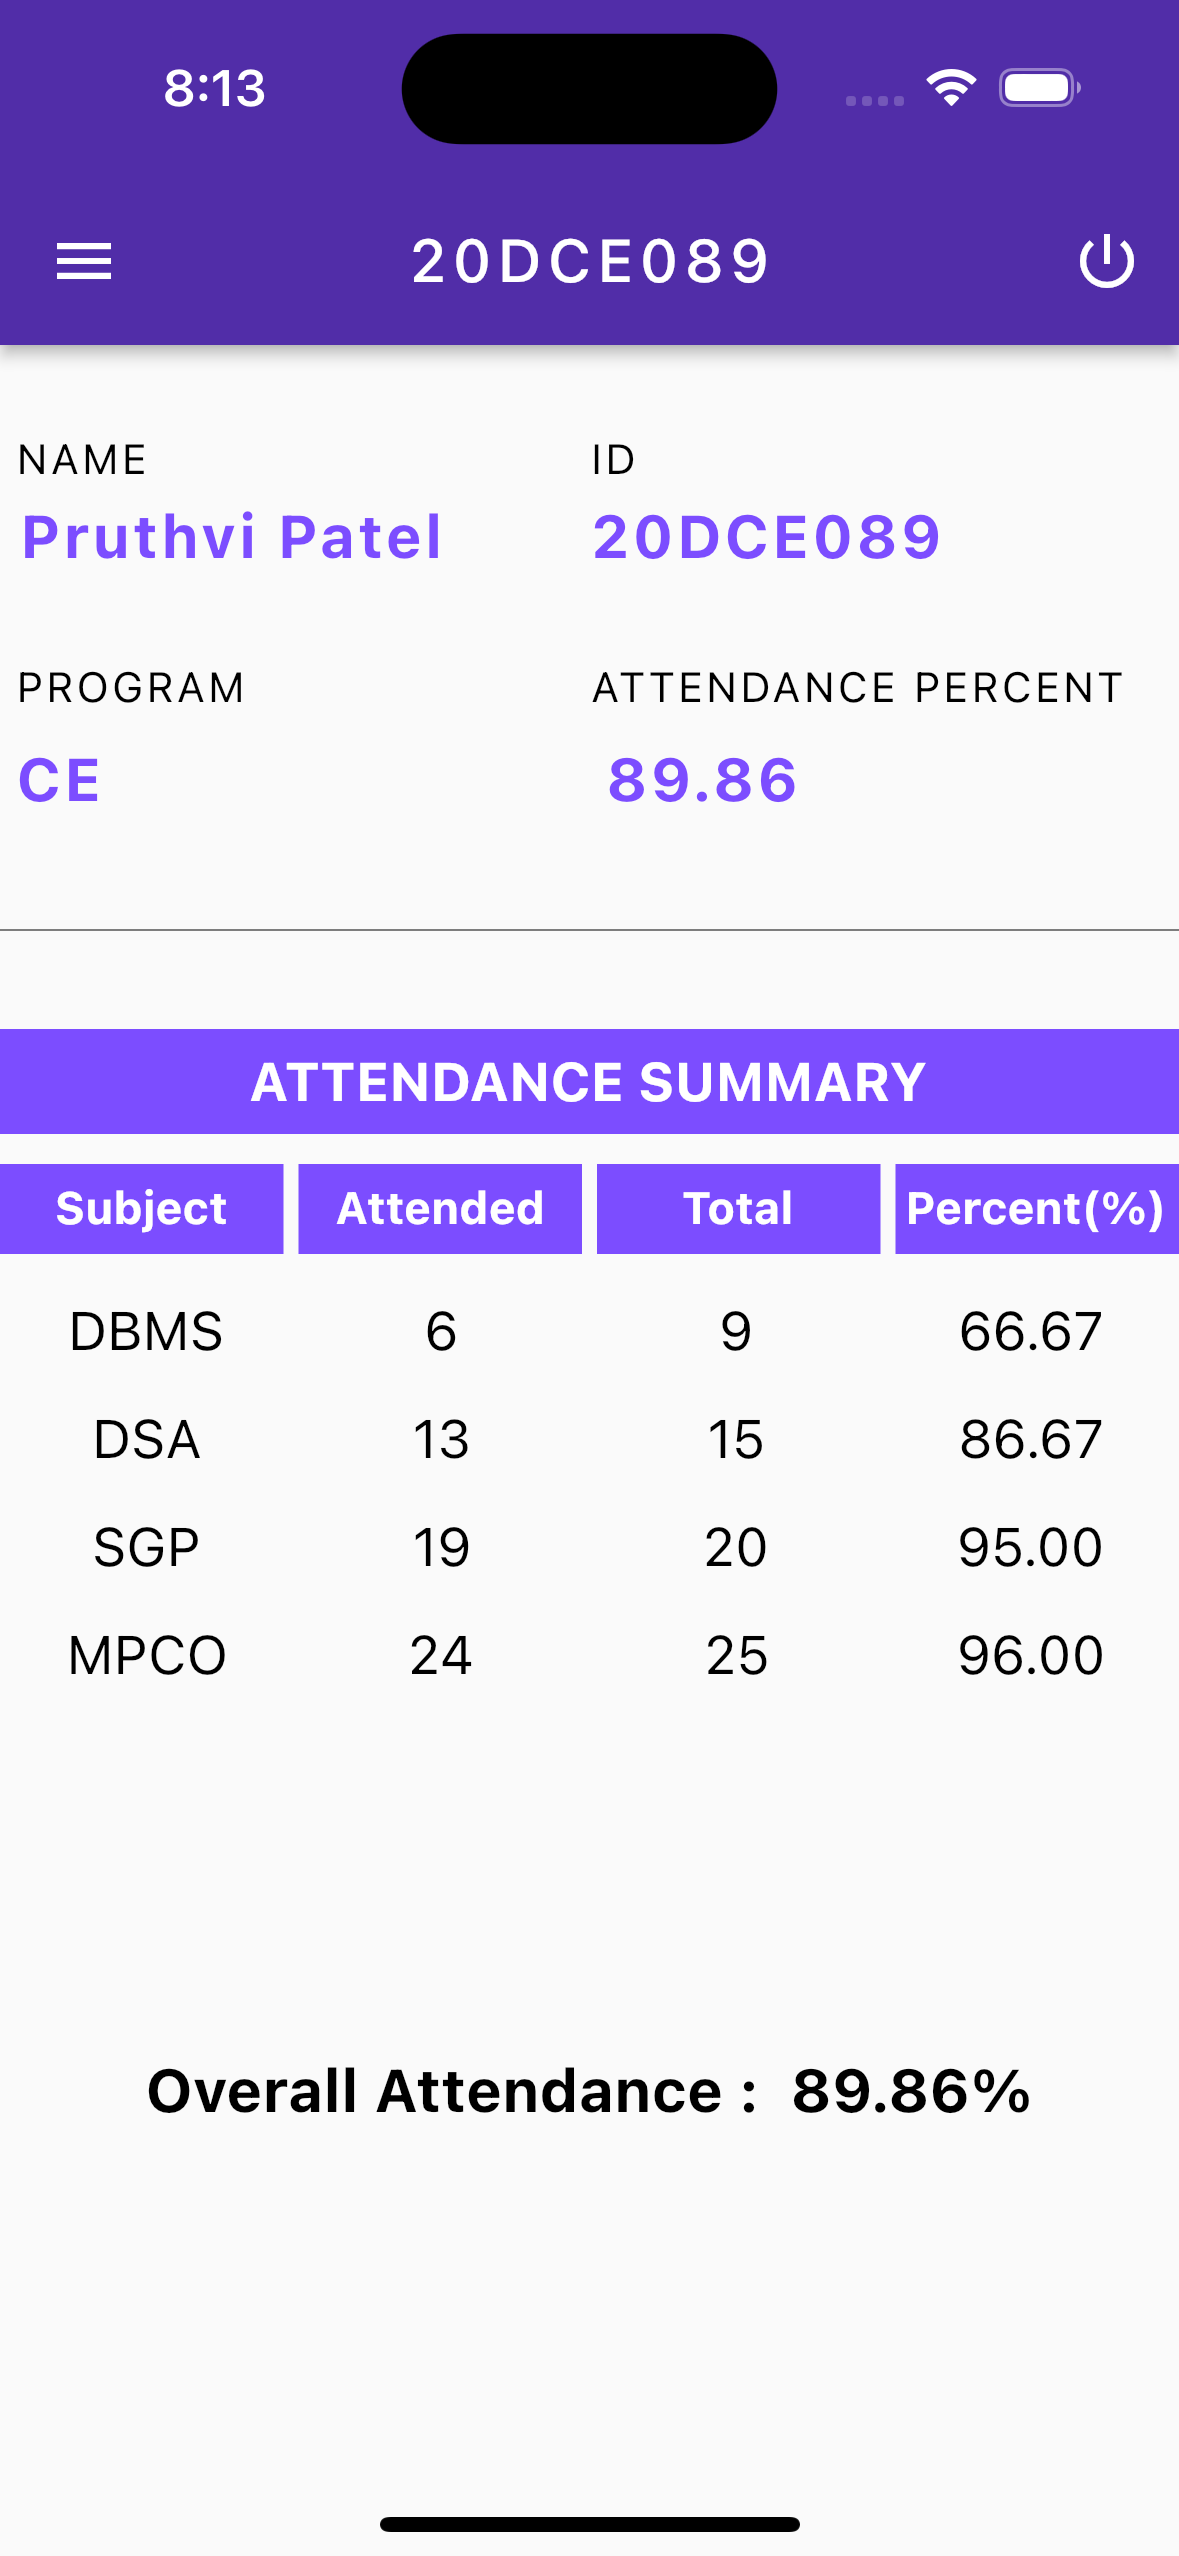 8:13
20DCE089
NAME ID
Pruthvi Patel 20DCE089
PROGRAM ATTENDANCE PERCENT
CE 89.86
ATTENDANCE SUMMARY
Subject Attended Total Percent(%)
DBMS 6 9 66.67
DSA 13 15 86.67
SGP 19 20 95.00
MPCO 24 25 96.00
Overall Attendance : 89.86%